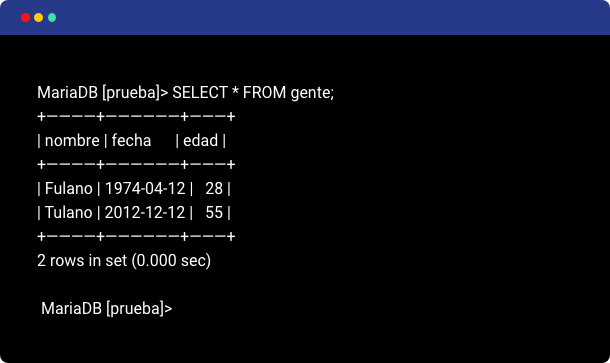 MariaDB [prueba]> SELECT * FROM gente;
+————+——————+———+
| nombre | fecha      | edad |
+————+——————+———+
| Fulano | 1974-04-12 |   28 |
| Tulano | 2012-12-12 |   55 |
+————+——————+———+
2 rows in set (0.000 sec)
MariaDB [prueba]>